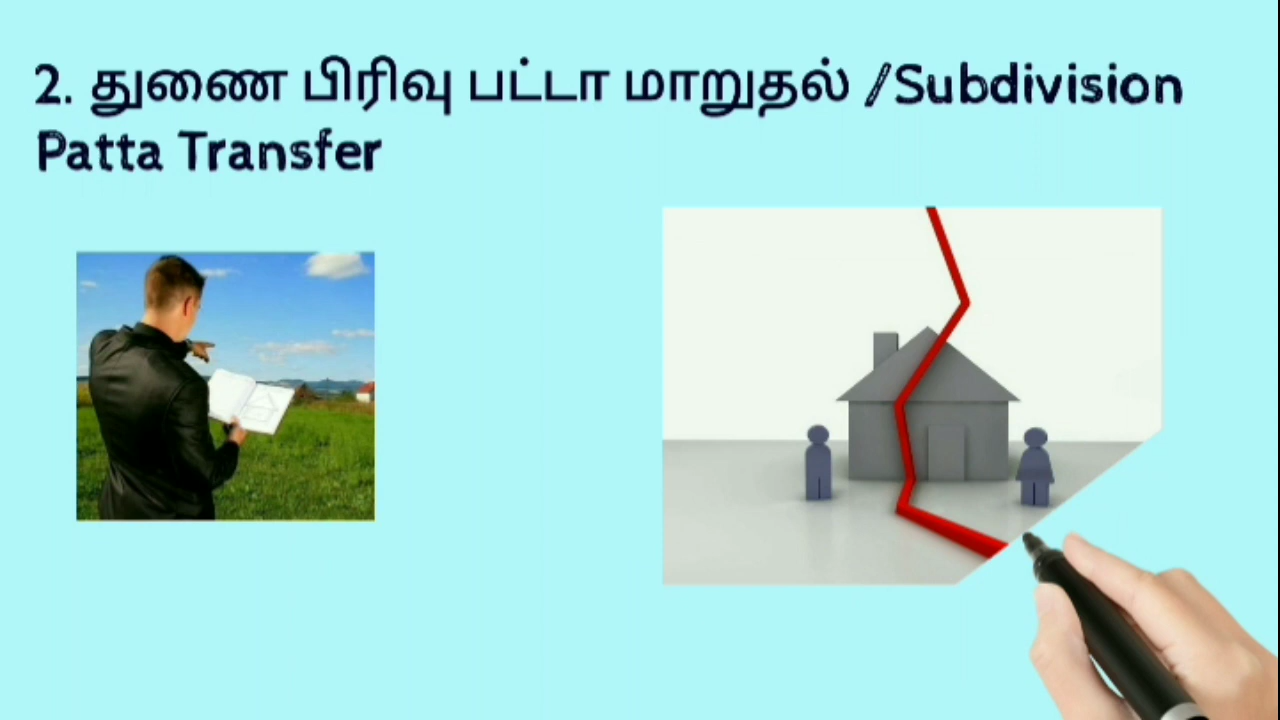 2. துணை பிரிவு பட்டா மாறுதல் /Subdivision
Patta Transfer